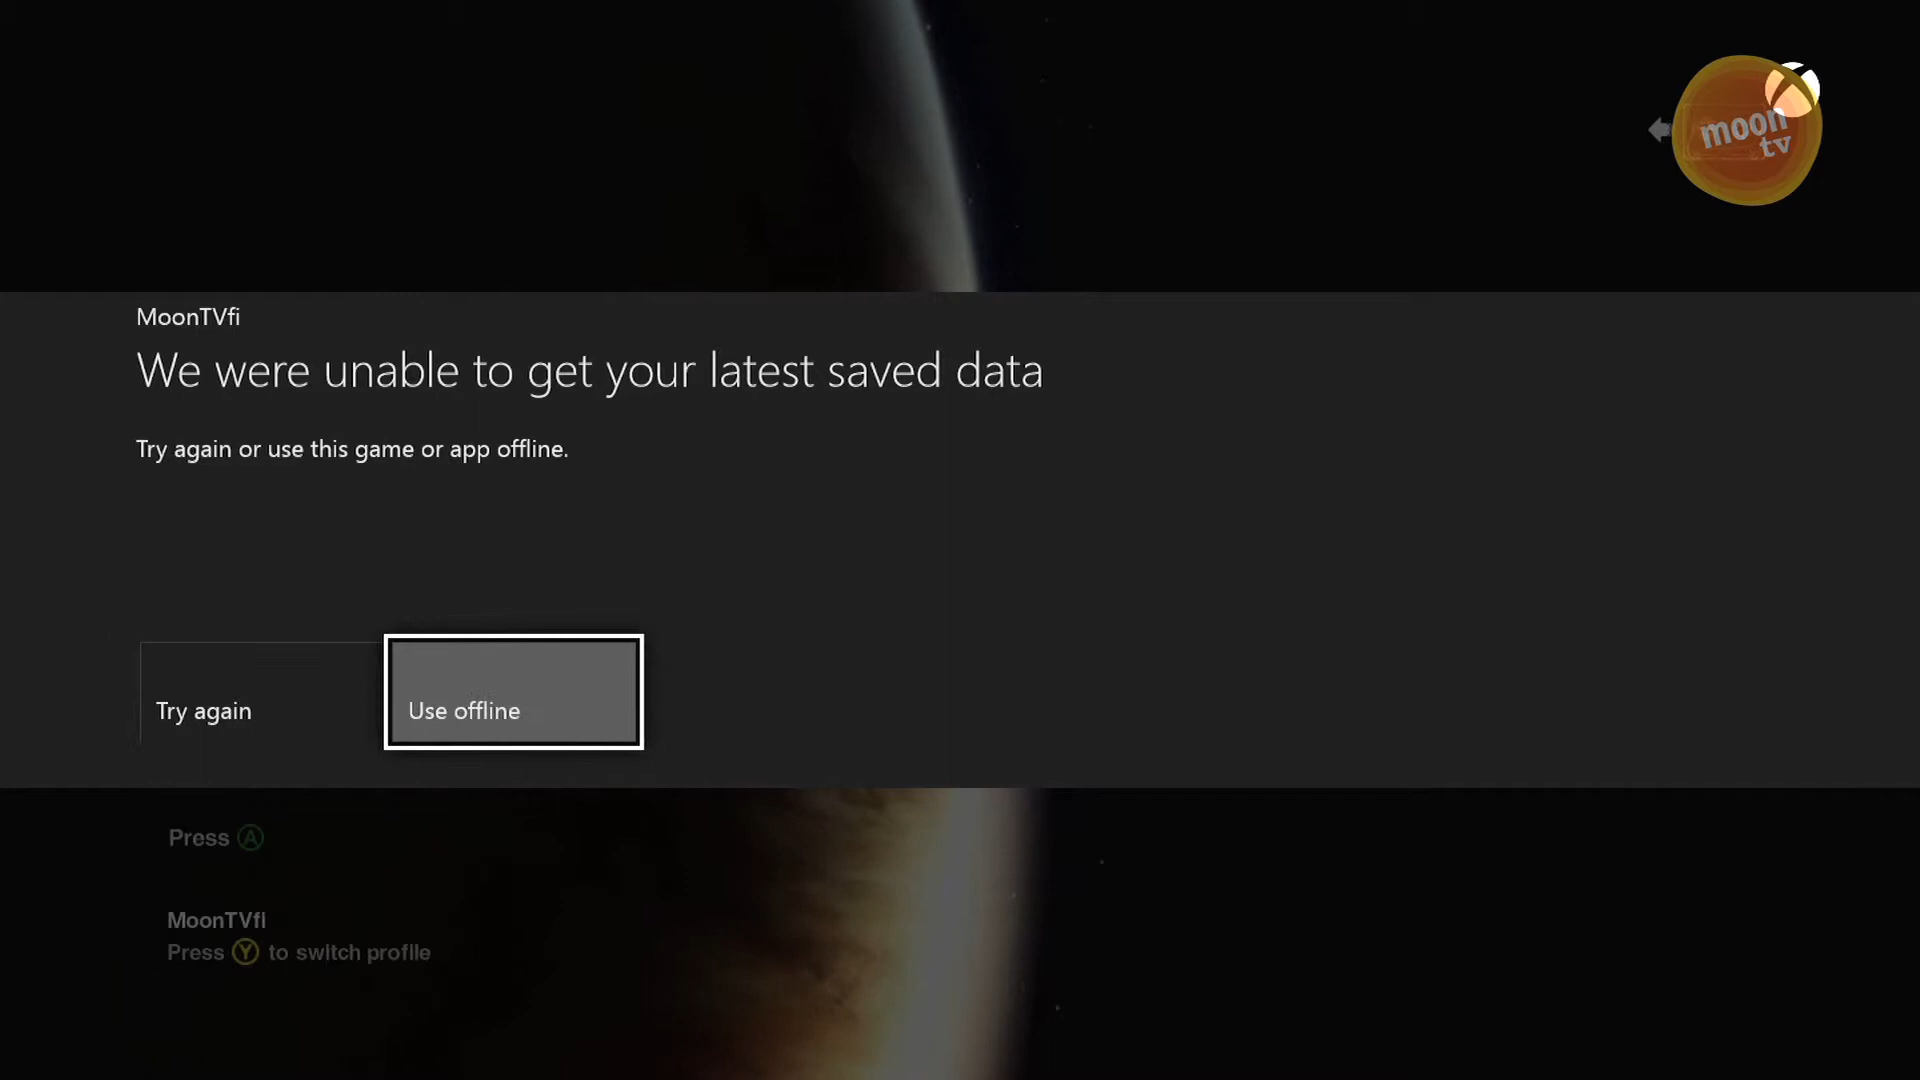 moon
tv
MoonTVfi
We were unable to get your latest saved data
Try again or use this game or app offline.
Try again
Use offline
Press A
MoonTVfi
Press Y to switch profile